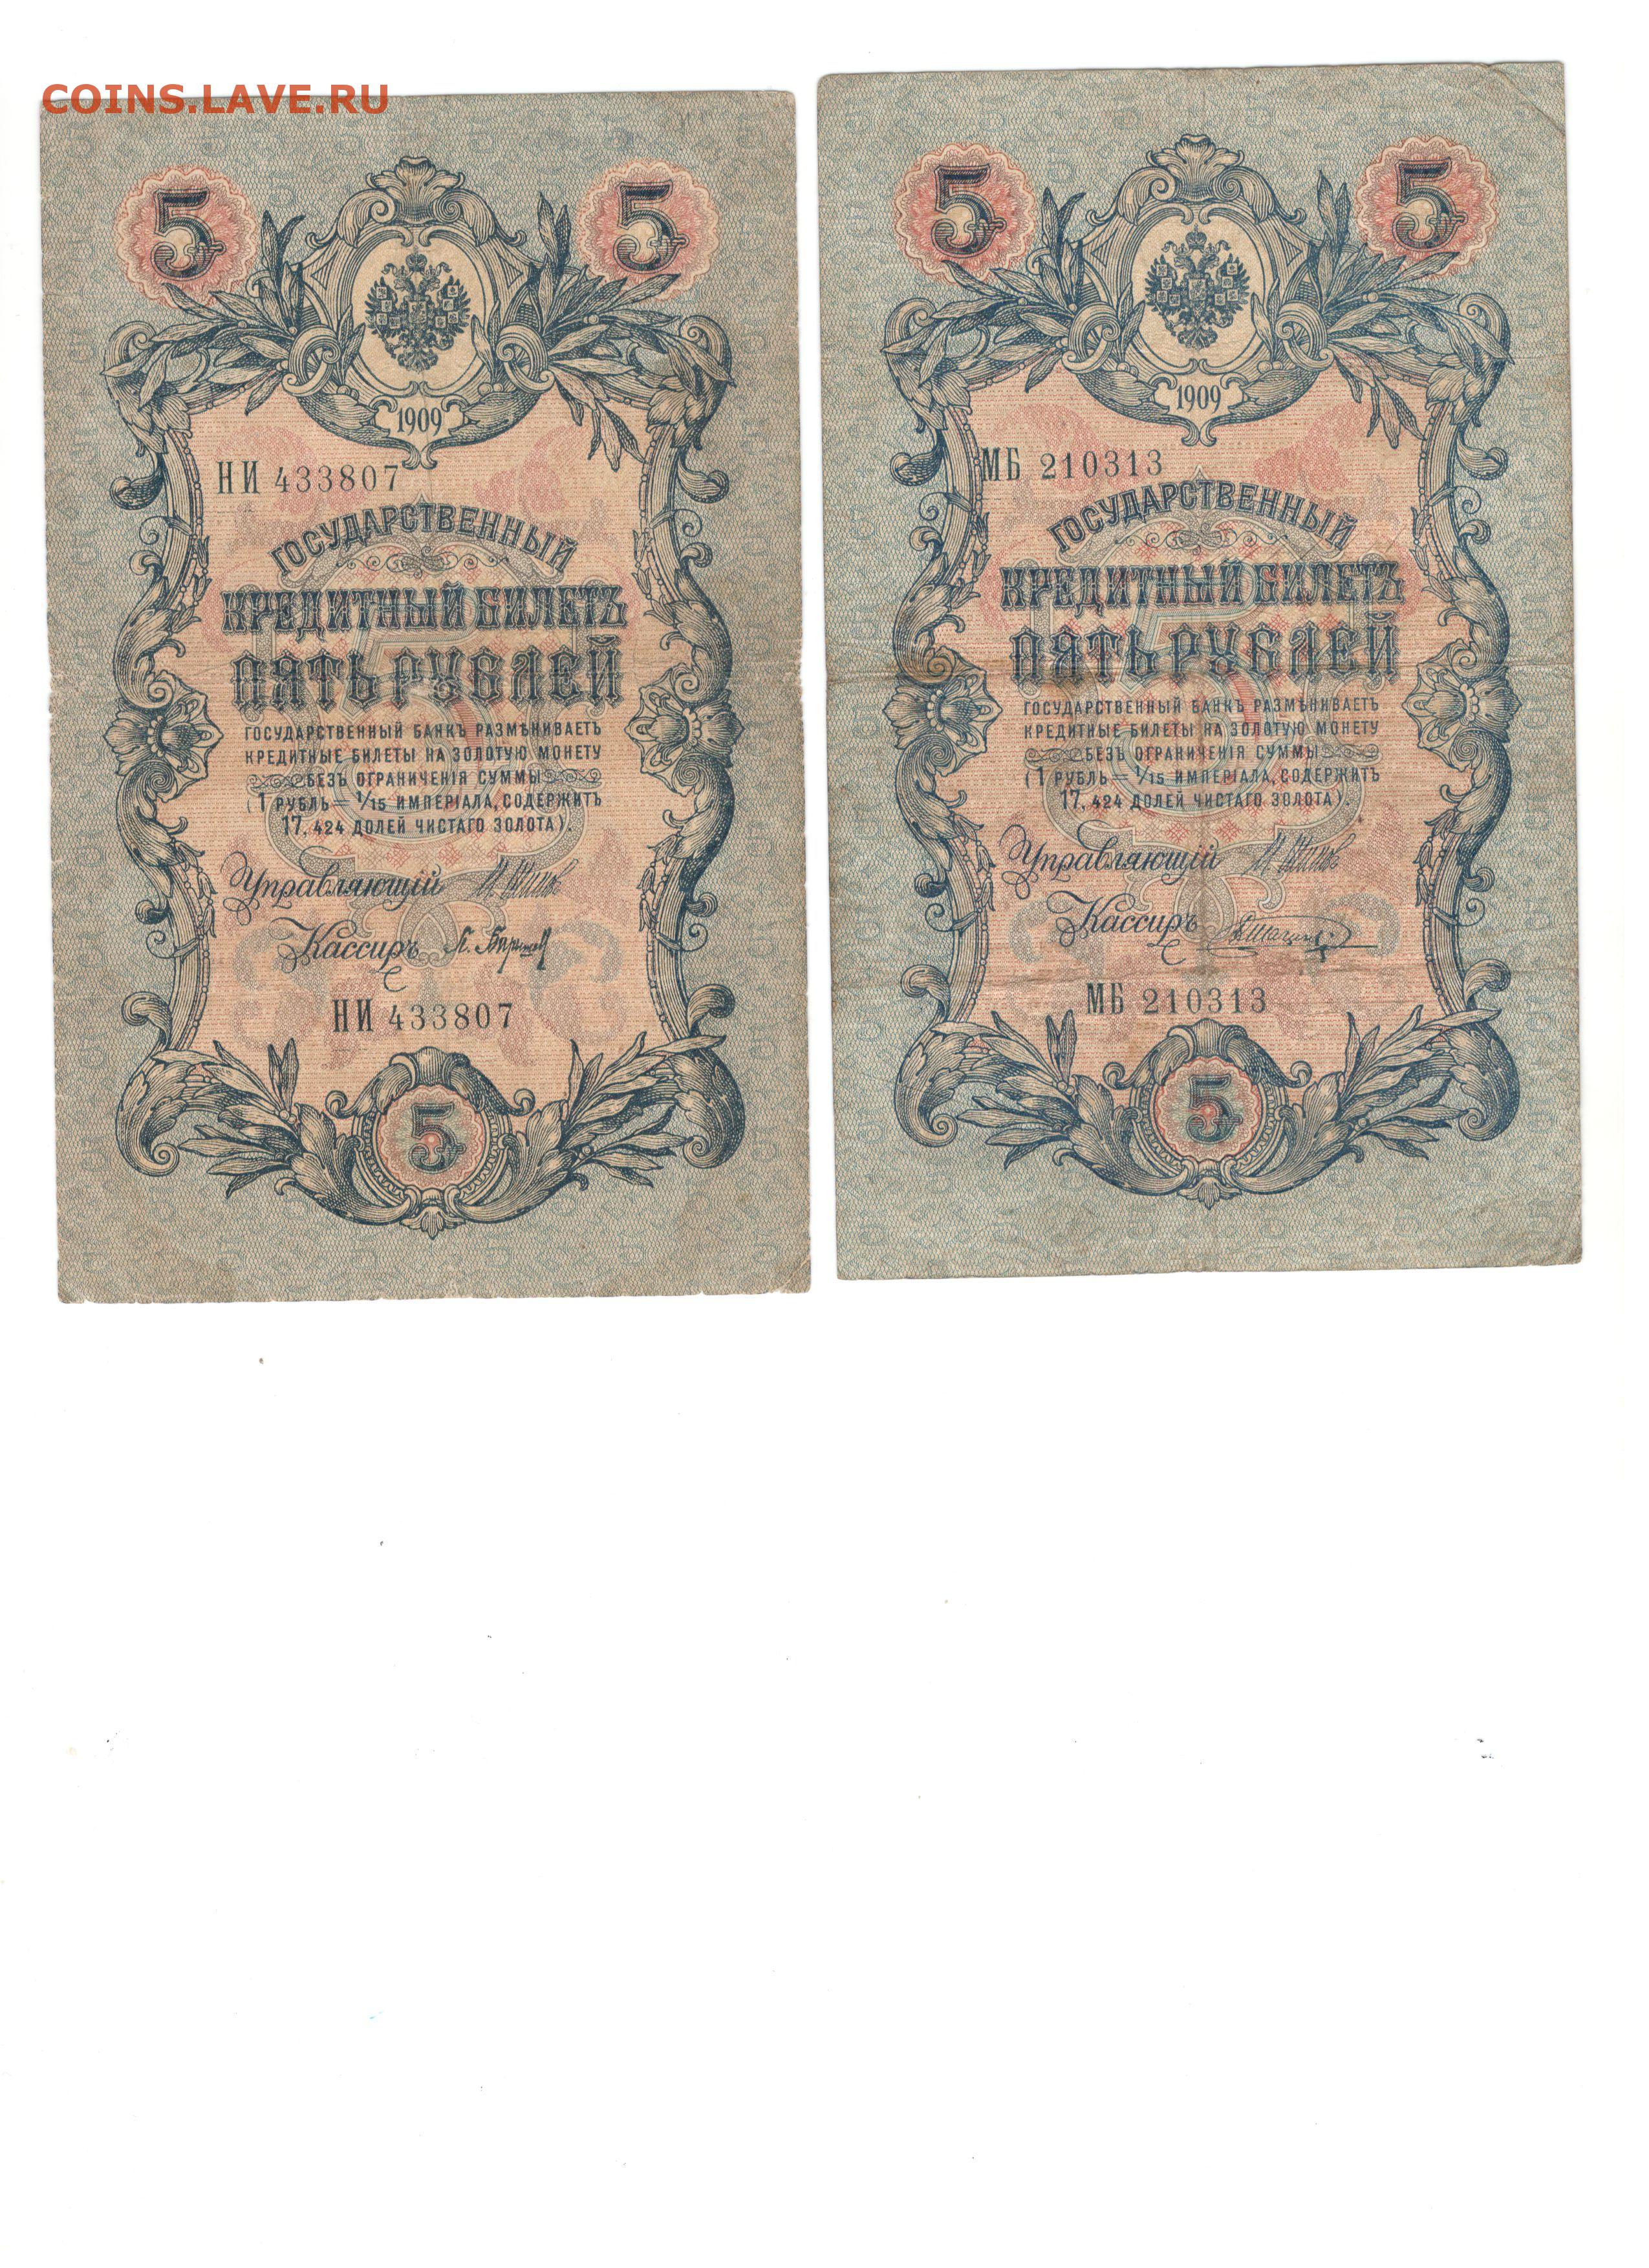 COINS.LAVE.RU
5 5
1909
НИ 433807
ГОСУДАРСТВЕННЫЙ
КРЕДИТНЫЙ БИЛЕТЪ
ПЯТЬ РУБЛЕЙ
ГОСУДАРСТВЕННЫЙ БАНКЪ РАЗМѢНИВАЕТЪ
КРЕДИТНЫЕ БИЛЕТЫ НА ЗОЛОТУЮ МОНЕТУ
БЕЗЪ ОГРАНИЧЕНІЯ СУММЫ
(1 РУБЛЬ = 1/15 ИМПЕРІАЛА, СОДЕРЖИТЪ
17,424 ДОЛЕЙ ЧИСТАГО ЗОЛОТА).
Управляющій
Кассиръ
НИ 433807
5
5 5
1909
МБ 210313
ГОСУДАРСТВЕННЫЙ
КРЕДИТНЫЙ БИЛЕТЪ
ПЯТЬ РУБЛЕЙ
ГОСУДАРСТВЕННЫЙ БАНКЪ РАЗМѢНИВАЕТЪ
КРЕДИТНЫЕ БИЛЕТЫ НА ЗОЛОТУЮ МОНЕТУ
БЕЗЪ ОГРАНИЧЕНІЯ СУММЫ
(1 РУБЛЬ = 1/15 ИМПЕРІАЛА, СОДЕРЖИТЪ
17,424 ДОЛЕЙ ЧИСТАГО ЗОЛОТА).
Управляющій
Кассиръ
МБ 210313
5